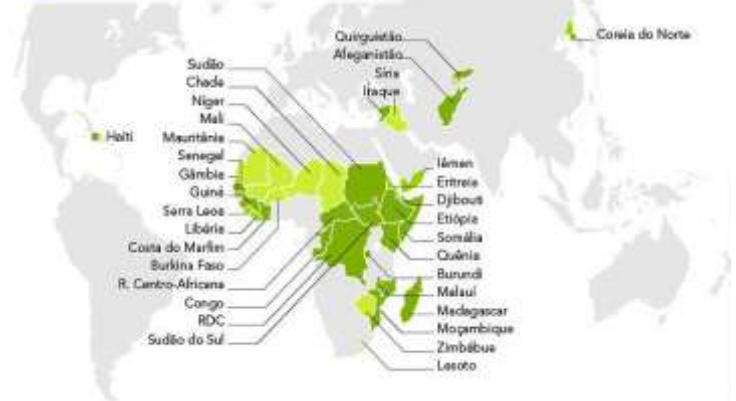 Quirguistão
Afeganistão
Síria
Iraque
Coreia do Norte
Haiti
Sudão
Chade
Níger
Mali
Mauritânia
Senegal
Gâmbia
Guiné
Serra Leoa
Libéria
Costa do Marfim
Burkina Faso
R. Centro-Africana
Congo
RDC
Sudão do Sul
Iêmen
Eritreia
Djibouti
Etiópia
Somália
Quênia
Burundi
Malauí
Madagascar
Moçambique
Zimbábue
Lesoto